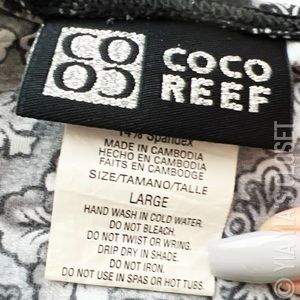 CO
CO
COCO
REEF
14% Spandex
MADE IN CAMBODIA
HECHO EN CAMBODIA
FAITS EN CAMBODGE
SIZE/TAMANO/TALLE
LARGE
HAND WASH IN COLD WATER.
DO NOT BLEACH.
DO NOT TWIST OR WRING.
DRIP DRY IN SHADE.
DO NOT IRON.
DO NOT USE IN SPAS OR HOT TUBS.